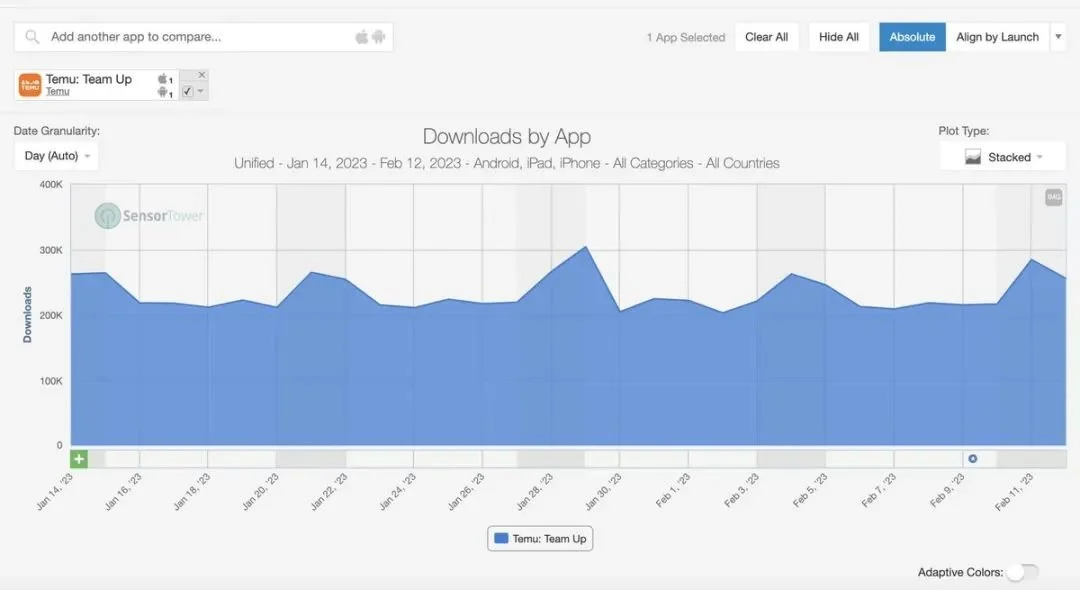 Add another app to compare...
1 App Selected
Clear All
Hide All
Absolute
Align by Launch
Temu: Team Up
1
Temu
1
Date Granularity:
Day (Auto)
Downloads by App
Unified - Jan 14, 2023 - Feb 12, 2023 - Android, iPad, iPhone - All Categories - All Countries
Plot Type:
Stacked
400K
300K
200K
100K
0
Downloads
SensorTower
IMG
Jan 14, '23
Jan 16, '23
Jan 18, '23
Jan 20, '23
Jan 22, '23
Jan 24, '23
Jan 26, '23
Jan 28, '23
Jan 30, '23
Feb 1, '23
Feb 3, '23
Feb 5, '23
Feb 7, '23
Feb 9, '23
Feb 11, '23
Temu: Team Up
Adaptive Colors: